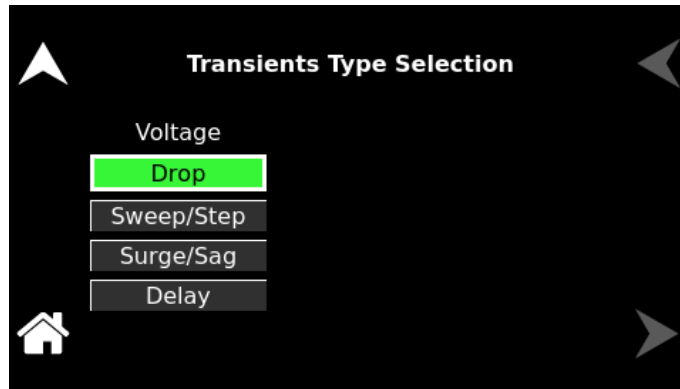 Transients Type Selection
Voltage
Drop
Sweep/Step
Surge/Sag
Delay